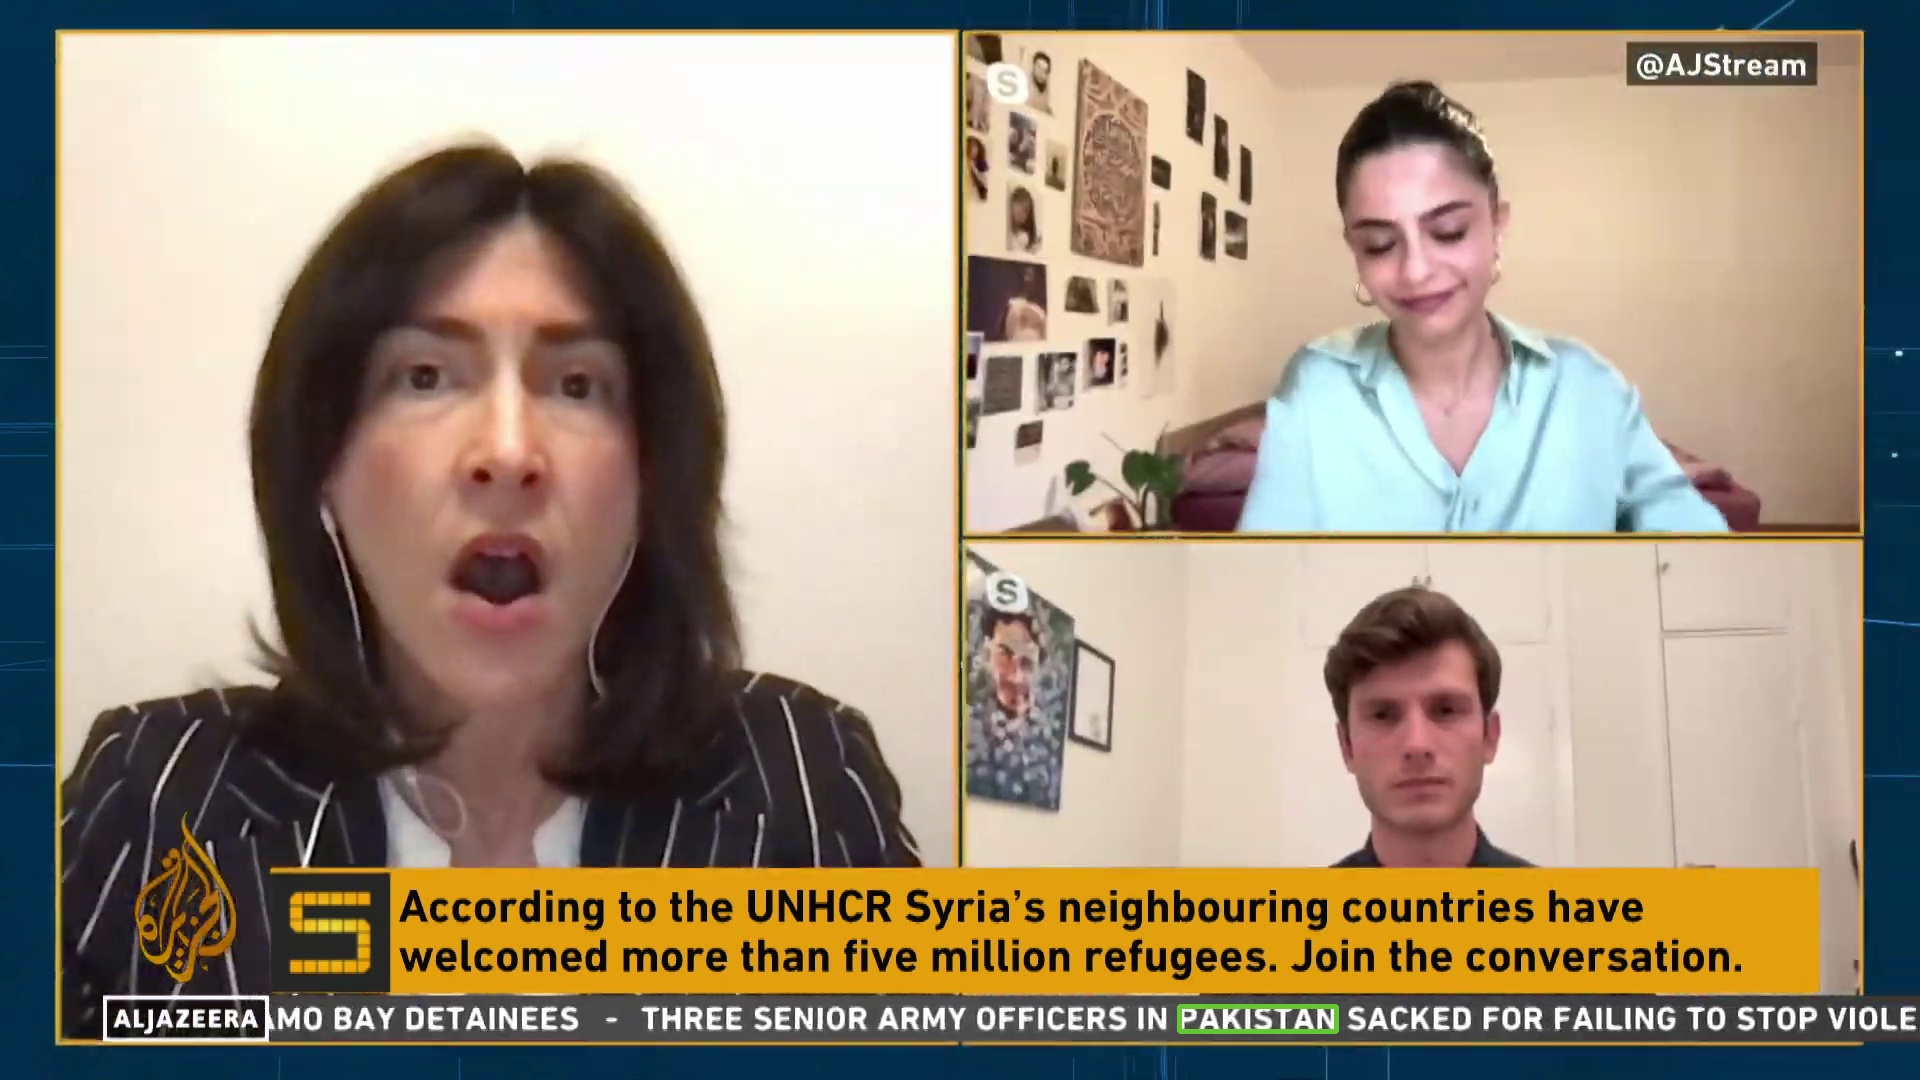 @AJStream
S
S
الجزيرة
According to the UNHCR Syria's neighbouring countries have
welcomed more than five million refugees. Join the conversation.
ALJAZEERA
AMO BAY DETAINEES - THREE SENIOR ARMY OFFICERS IN PAKISTAN SACKED FOR FAILING TO STOP VIOLE